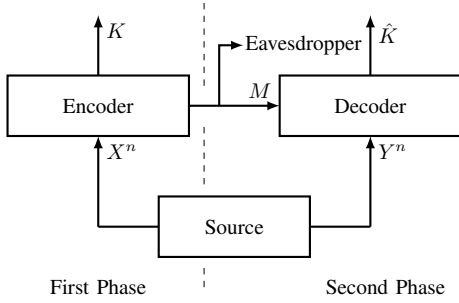 K
Eavesdropper
K̂
Encoder
M
Decoder
Xⁿ
Yⁿ
Source
First Phase
Second Phase